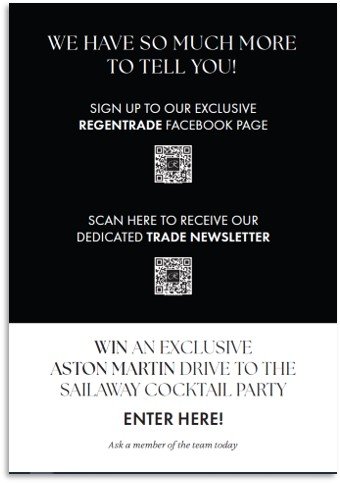 WE HAVE SO MUCH MORE
TO TELL YOU!
SIGN UP TO OUR EXCLUSIVE
REGENTRADE FACEBOOK PAGE
SCAN HERE TO RECEIVE OUR
DEDICATED TRADE NEWSLETTER
WIN AN EXCLUSIVE
ASTON MARTIN DRIVE TO THE
SAILAWAY COCKTAIL PARTY
ENTER HERE!
Ask a member of the team today